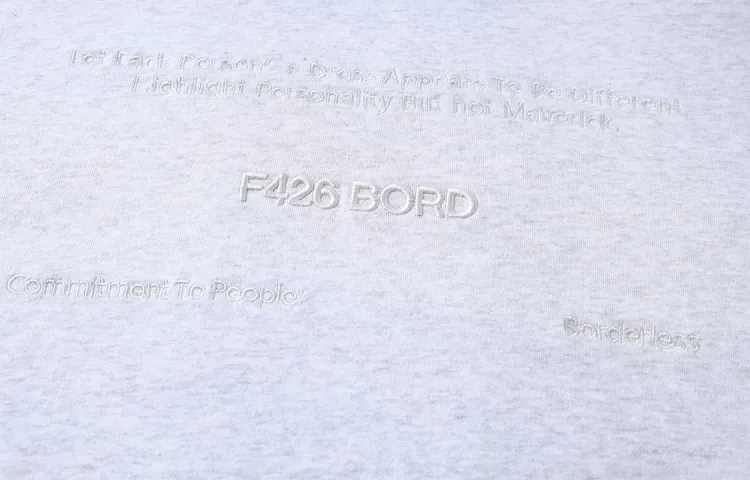 Let Each Person's Dress Appears To Be Different,
Highlight Personality But not Maverick.
F426 BORD
Commitment To People:
Borderless